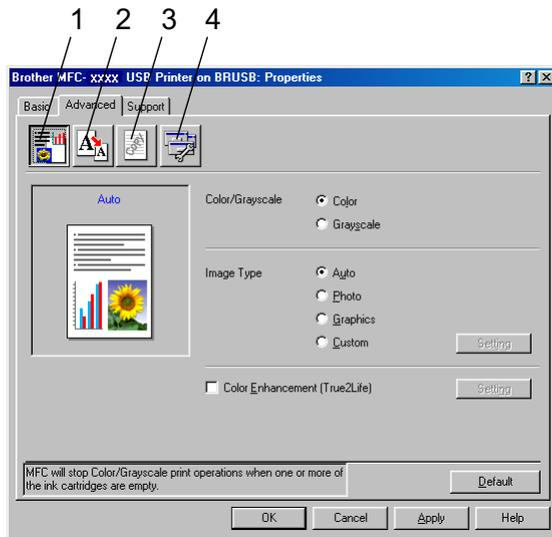 1 2 3 4
Brother MFC- xxxx USB Printer on BRUSB: Properties
Basic Advanced Support
A A COPY
Auto
Color/Grayscale
Color
Grayscale
Image Type
Auto
Photo
Graphics
Custom
Setting
Color Enhancement (True2Life)
Setting
MFC will stop Color/Grayscale print operations when one or more of
the ink cartridges are empty.
Default
OK Cancel Apply Help